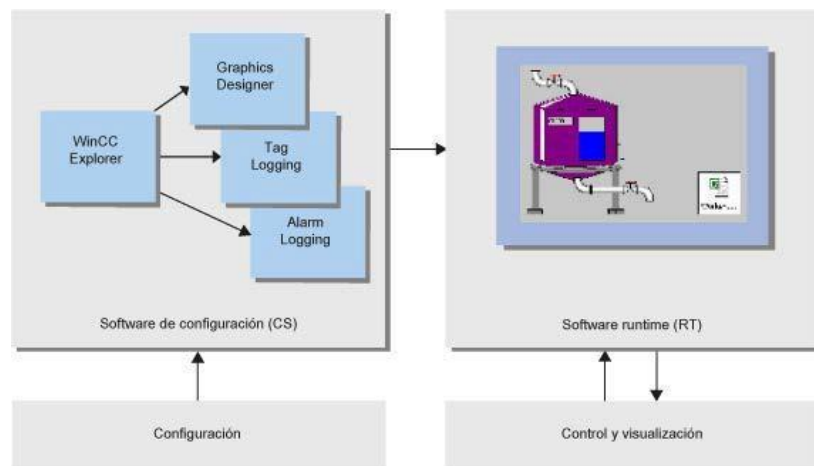 Graphics
Designer
WinCC
Explorer
Tag
Logging
Alarm
Logging
Software de configuración (CS)
Software runtime (RT)
Configuración
Control y visualización